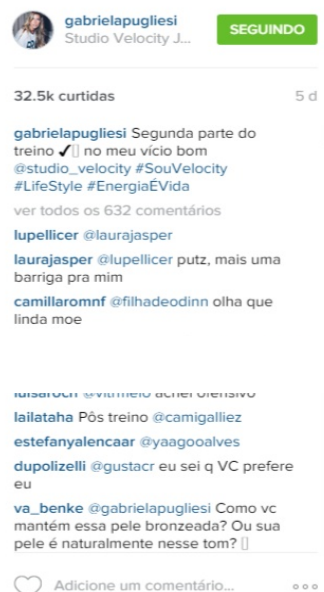 gabrielapugliesi
SEGUINDO
Studio Velocity J...
32.5k curtidas
5 d
gabrielapugliesi Segunda parte do
treino ✔ no meu vício bom
@studio_velocity #SouVelocity
#LifeStyle #EnergiaÉVida
ver todos os 632 comentários
lupellicer @laurajasper
laurajasper @lupellicer putz, mais uma
barriga pra mim
camillaromnf @filhadeodinn olha que
linda moe
lailataha Pôs treino @camigalliez
estefanyalencaar @yaagooalves
dupolizelli @gustacr eu sei q VC prefere
eu
va_benke @gabrielapugliesi Como vc
mantém essa pele bronzeada? Ou sua
pele é naturalmente nesse tom?
Adicione um comentário...